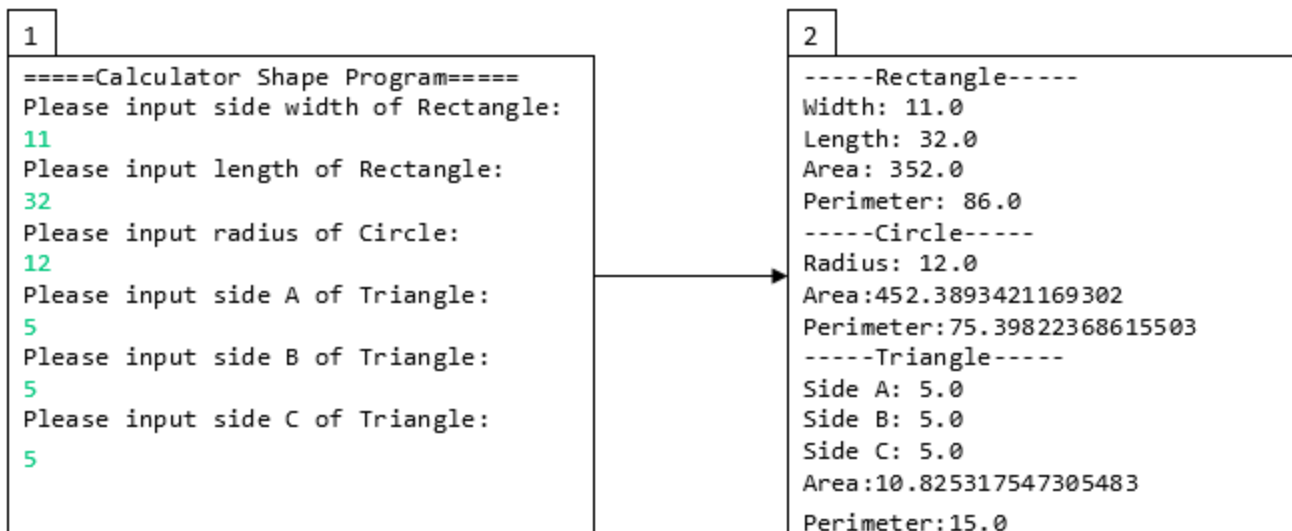 1
=====Calculator Shape Program=====
Please input side width of Rectangle:
11
Please input length of Rectangle:
32
Please input radius of Circle:
12
Please input side A of Triangle:
5
Please input side B of Triangle:
5
Please input side C of Triangle:
5
2
-----Rectangle-----
Width: 11.0
Length: 32.0
Area: 352.0
Perimeter: 86.0
-----Circle-----
Radius: 12.0
Area:452.3893421169302
Perimeter:75.39822368615503
-----Triangle-----
Side A: 5.0
Side B: 5.0
Side C: 5.0
Area:10.825317547305483
Perimeter:15.0